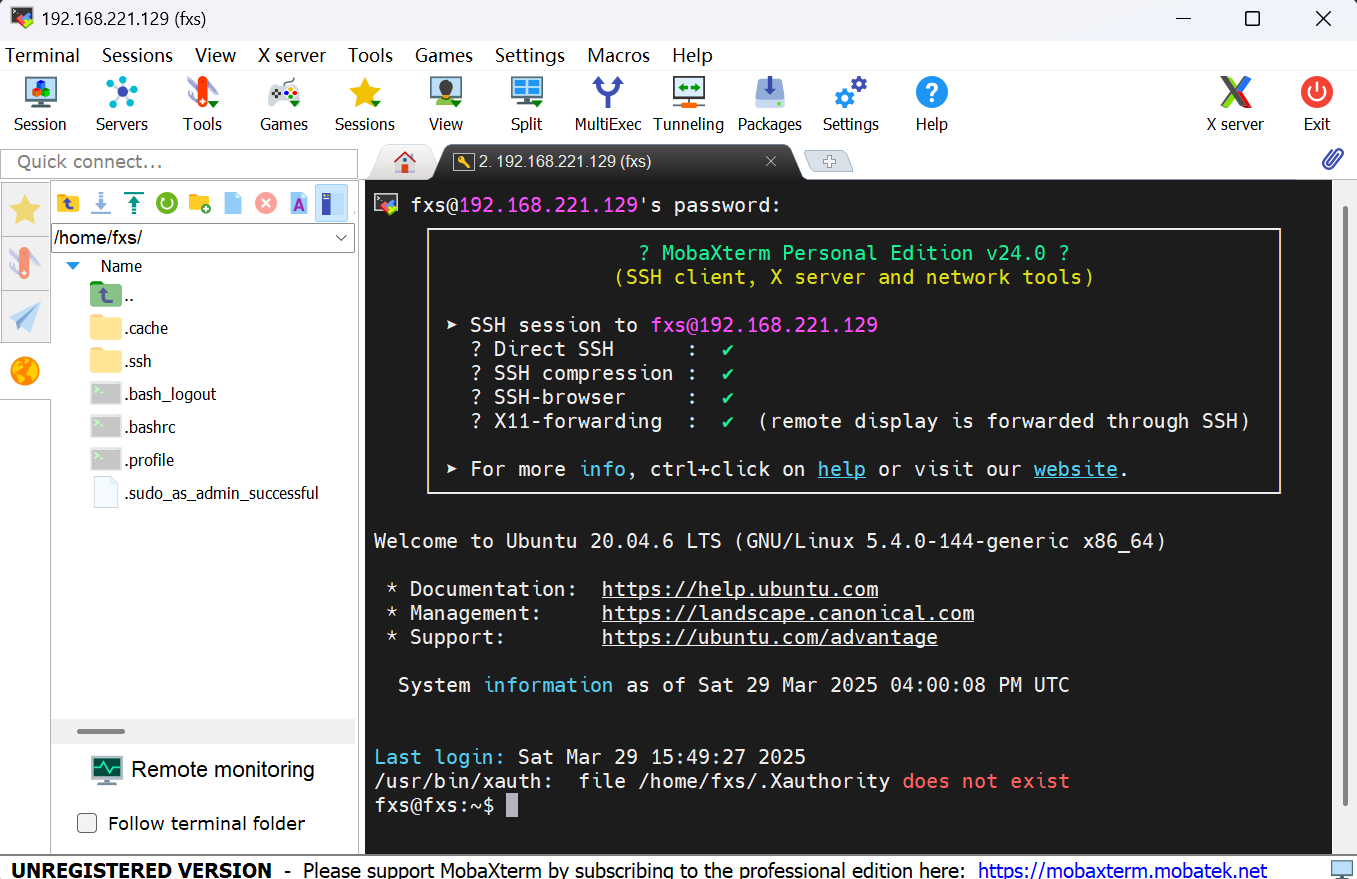 192.168.221.129 (fxs)
Terminal Sessions View X server Tools Games Settings Macros Help
Session Servers Tools Games Sessions View Split MultiExec Tunneling Packages Settings Help X server Exit
Quick connect...
2. 192.168.221.129 (fxs)
/home/fxs/
Name
..
.cache
.ssh
.bash_logout
.bashrc
.profile
.sudo_as_admin_successful
Remote monitoring
Follow terminal folder
fxs@192.168.221.129's password:
? MobaXterm Personal Edition v24.0 ?
(SSH client, X server and network tools)
➤ SSH session to fxs@192.168.221.129
? Direct SSH : ✔
? SSH compression : ✔
? SSH-browser : ✔
? X11-forwarding : ✔ (remote display is forwarded through SSH)
➤ For more info, ctrl+click on help or visit our website.
Welcome to Ubuntu 20.04.6 LTS (GNU/Linux 5.4.0-144-generic x86_64)
* Documentation: https://help.ubuntu.com
* Management: https://landscape.canonical.com
* Support: https://ubuntu.com/advantage
System information as of Sat 29 Mar 2025 04:00:08 PM UTC
Last login: Sat Mar 29 15:49:27 2025
/usr/bin/xauth: file /home/fxs/.Xauthority does not exist
fxs@fxs:~$
UNREGISTERED VERSION - Please support MobaXterm by subscribing to the professional edition here: https://mobaxterm.mobatek.net